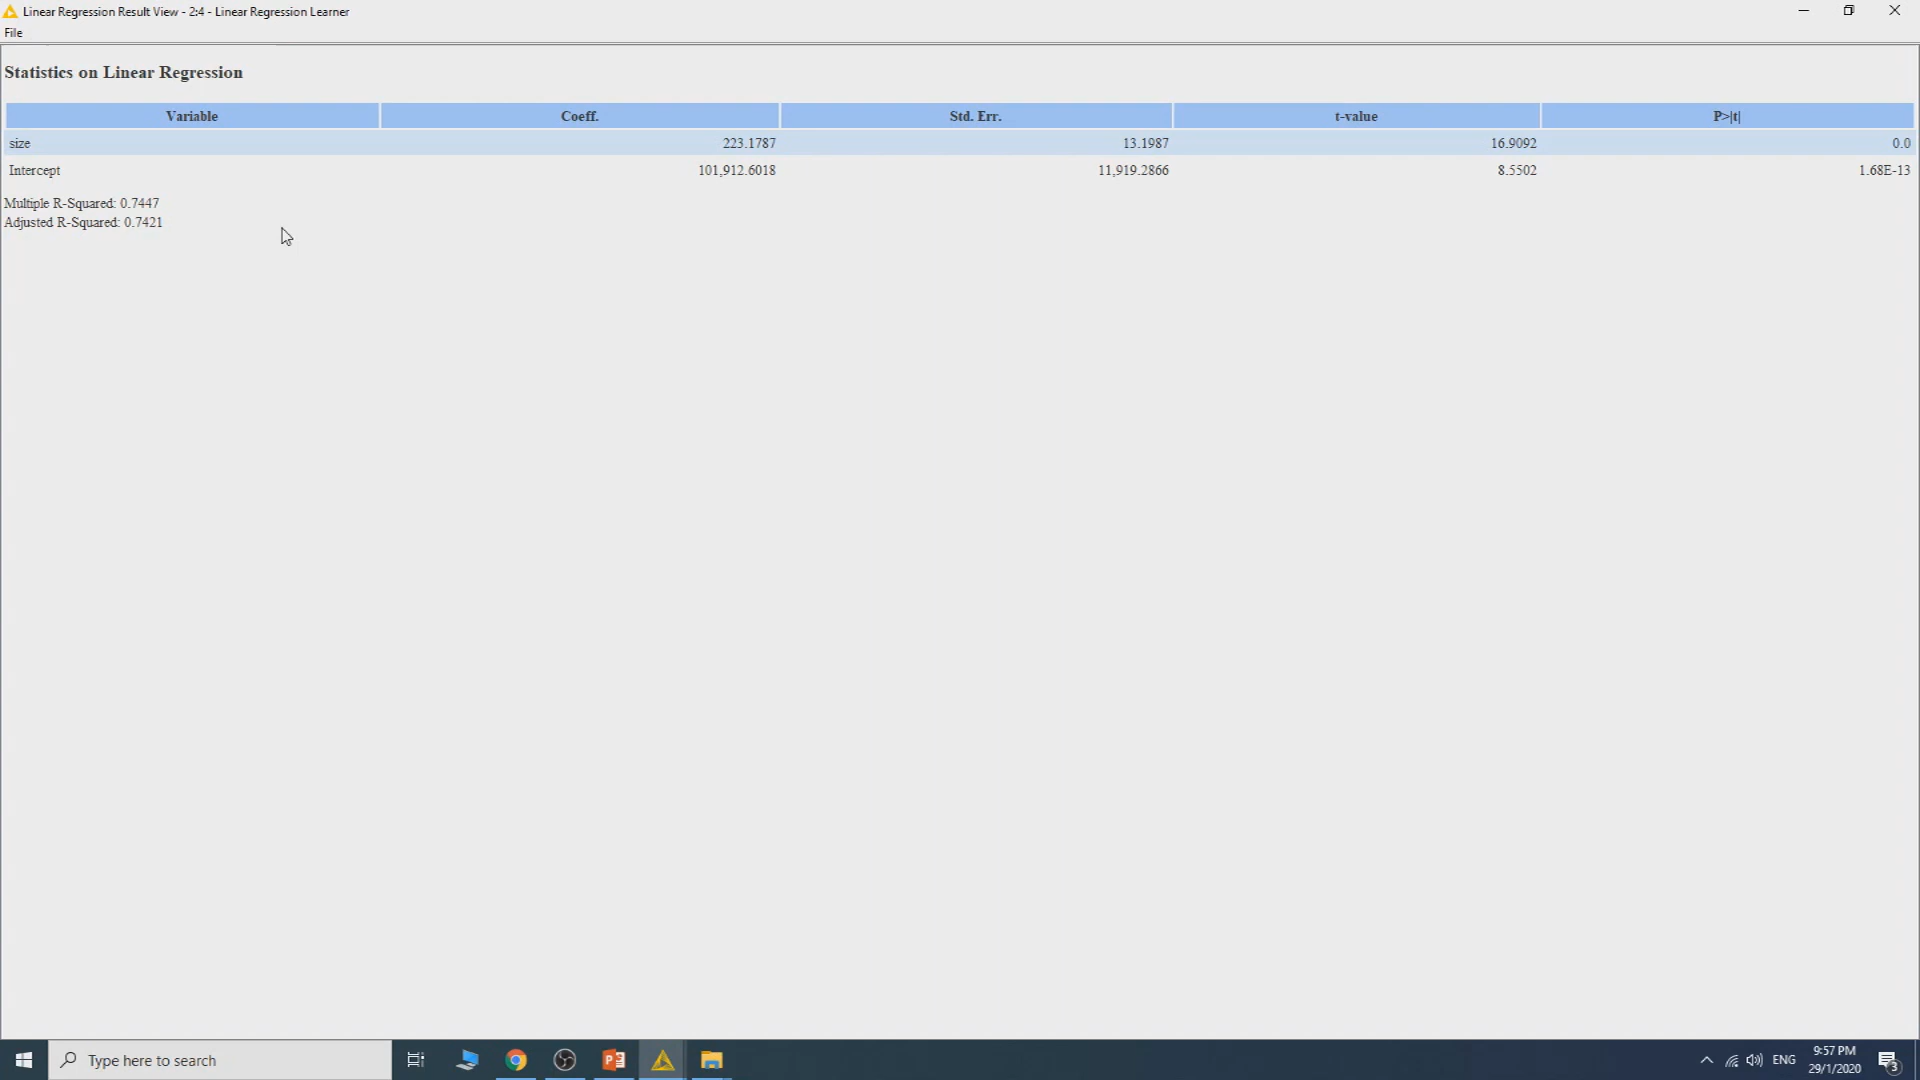 Linear Regression Result View - 2:4 - Linear Regression Learner
File
Statistics on Linear Regression
Variable Coeff. Std. Err. t-value P>|t|
size 223.1787 13.1987 16.9092 0.0
Intercept 101,912.6018 11,919.2866 8.5502 1.68E-13
Multiple R-Squared: 0.7447
Adjusted R-Squared: 0.7421
Type here to search
ENG
9:57 PM
29/1/2020
3